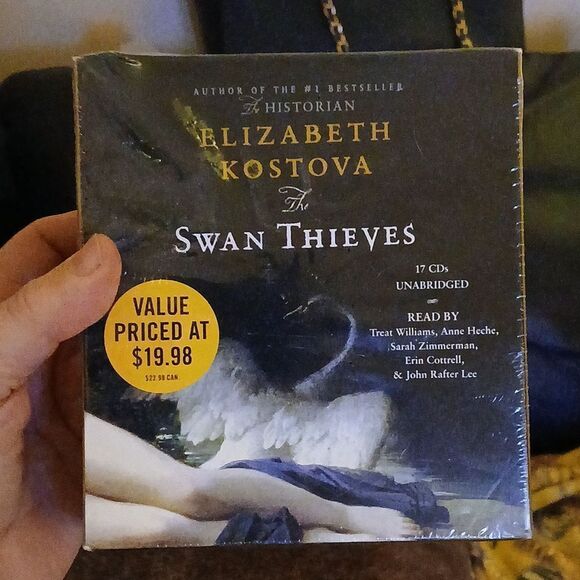 AUTHOR OF THE #1 BESTSELLER
The HISTORIAN
ELIZABETH
KOSTOVA
The
SWAN THIEVES
17 CDs
UNABRIDGED
READ BY
Treat Williams, Anne Heche,
Sarah Zimmerman,
Erin Cottrell,
& John Rafter Lee
VALUE
PRICED AT
$19.98
$22.98 CAN.